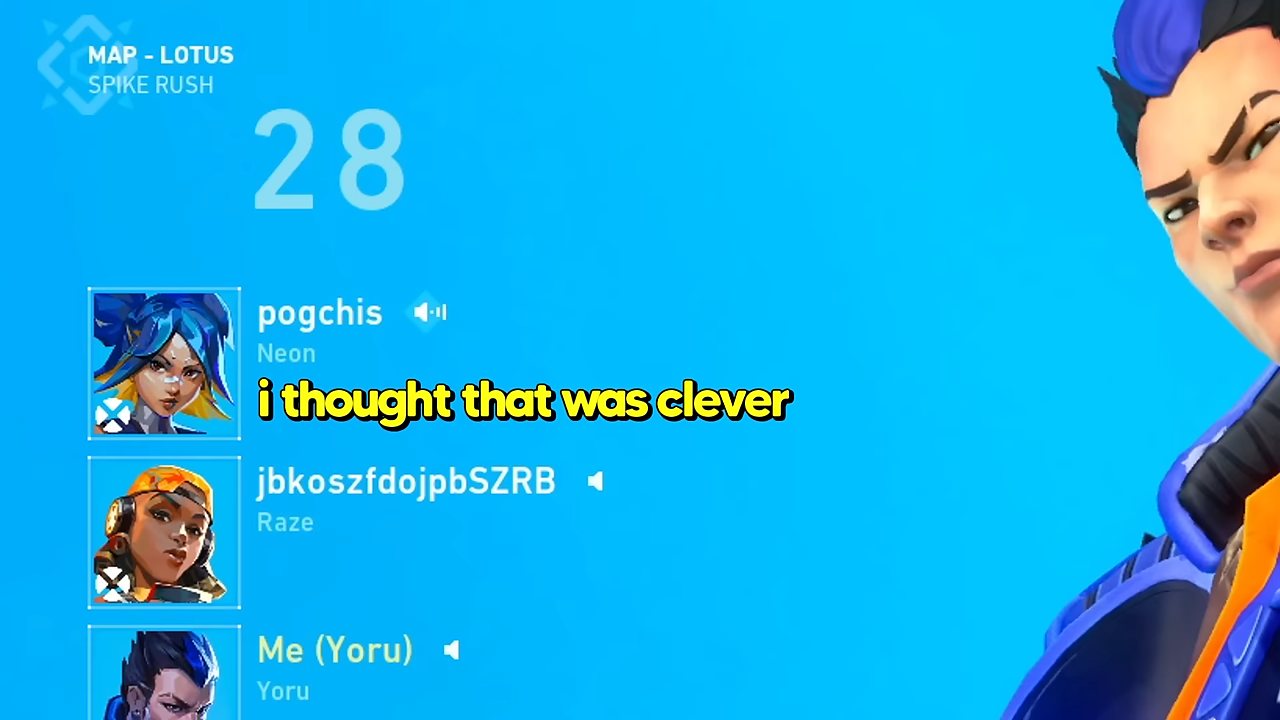 MAP - LOTUS
SPIKE RUSH
28
pogchis
Neon
i thought that was clever
jbkoszfdojpbSZRB
Raze
Me (Yoru)
Yoru